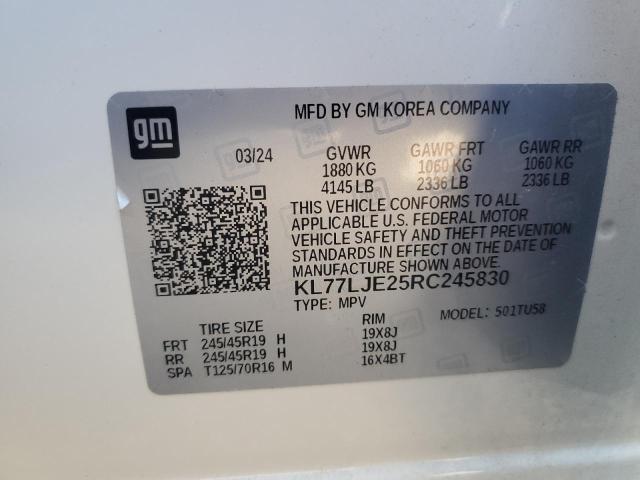 gm
MFD BY GM KOREA COMPANY
03/24 GVWR GAWR FRT GAWR RR
1880 KG 1060 KG 1060 KG
4145 LB 2336 LB 2336 LB
THIS VEHICLE CONFORMS TO ALL
APPLICABLE U.S. FEDERAL MOTOR
VEHICLE SAFETY AND THEFT PREVENTION
STANDARDS IN EFFECT ON THE DATE OF
MANUFACTURE SHOWN ABOVE.
KL77LJE25RC245830
TYPE: MPV MODEL: 501TU58
TIRE SIZE RIM
FRT 245/45R19 H 19X8J
RR 245/45R19 H 19X8J
SPA T125/70R16 M 16X4BT